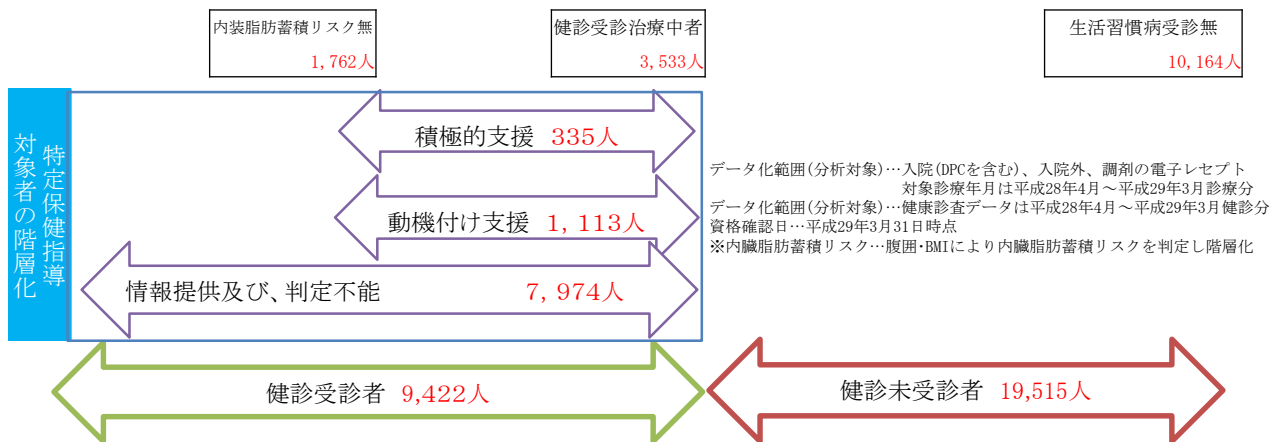 内装脂肪蓄積リスク無
1,762人
健診受診治療中者
3,533人
生活習慣病受診無
10,164人
特定保健指導
対象者の階層化
積極的支援 335人
動機付け支援 1,113人
情報提供及び、判定不能 7,974人
データ化範囲(分析対象)…入院(DPCを含む)、入院外、調剤の電子レセプト
対象診療年月は平成28年4月～平成29年3月診療分
データ化範囲(分析対象)…健康診査データは平成28年4月～平成29年3月健診分
資格確認日…平成29年3月31日時点
※内臓脂肪蓄積リスク…腹囲・BMIにより内臓脂肪蓄積リスクを判定し階層化
健診受診者 9,422人
健診未受診者 19,515人